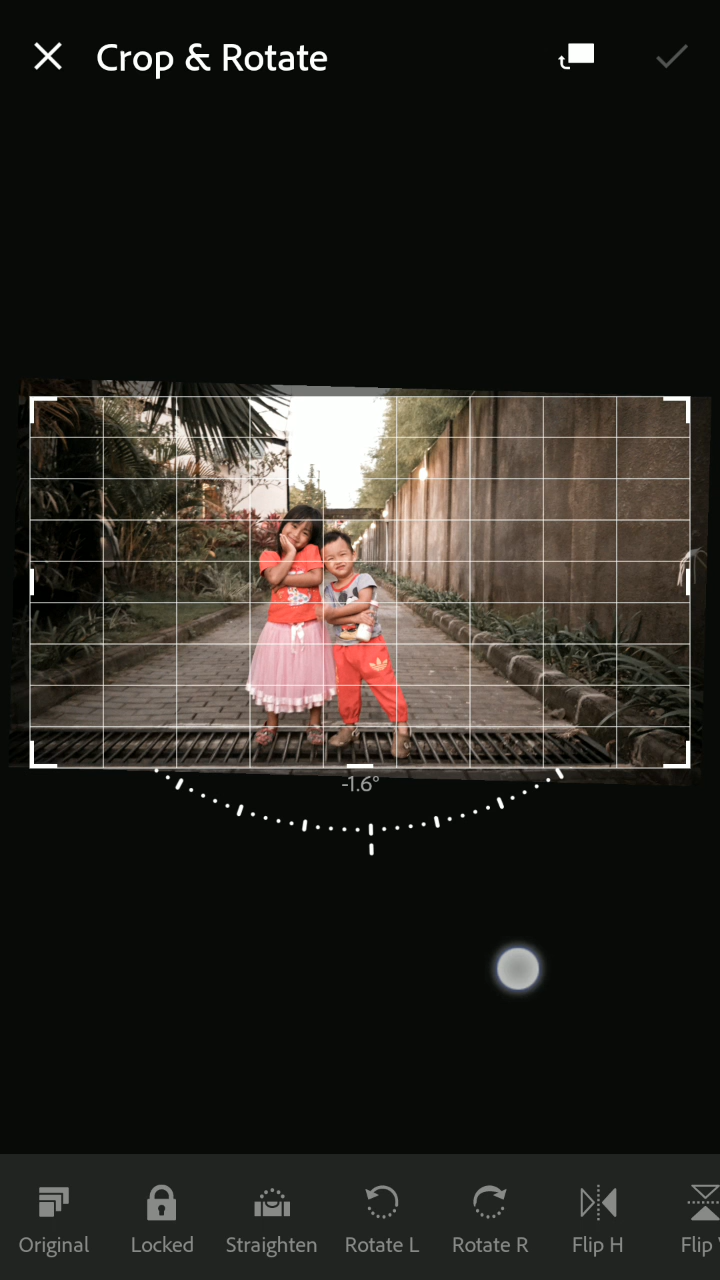 Crop & Rotate
-1.6°
Original
Locked
Straighten
Rotate L
Rotate R
Flip H
Flip